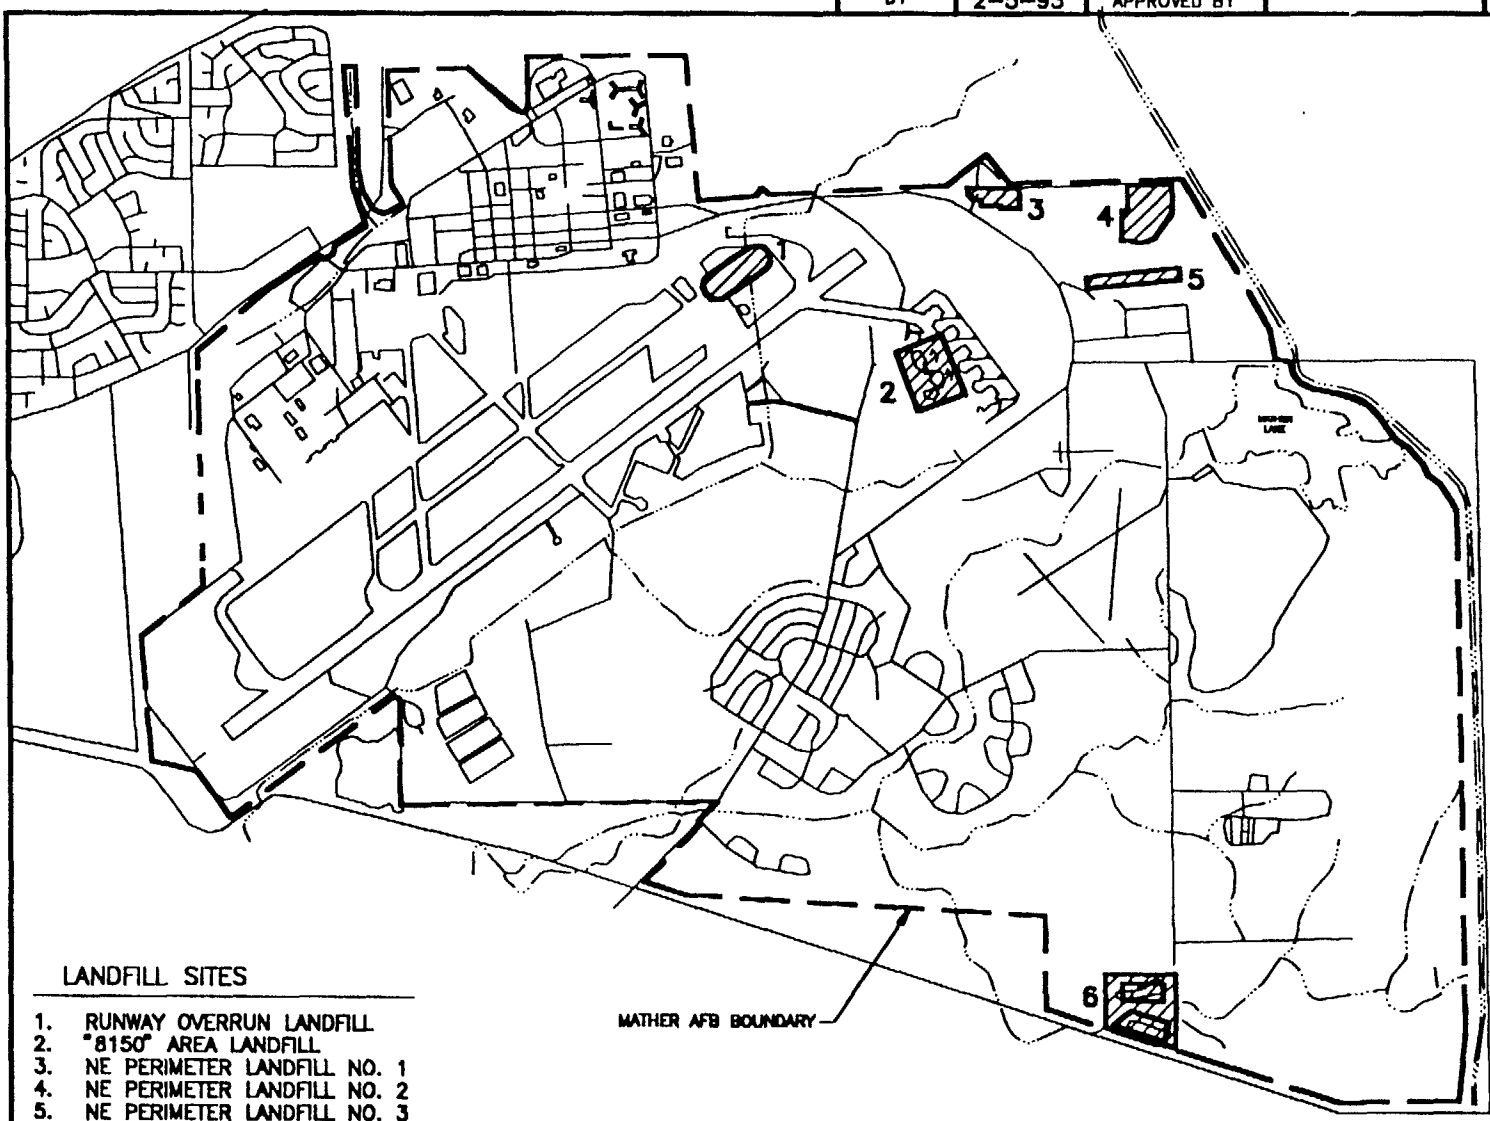 2-5-93
APPROVED BY
1
2
3
4
5
6
LAKE
MATHER AFB BOUNDARY
LANDFILL SITES
1. RUNWAY OVERRUN LANDFILL
2. "8150" AREA LANDFILL
3. NE PERIMETER LANDFILL NO. 1
4. NE PERIMETER LANDFILL NO. 2
5. NE PERIMETER LANDFILL NO. 3